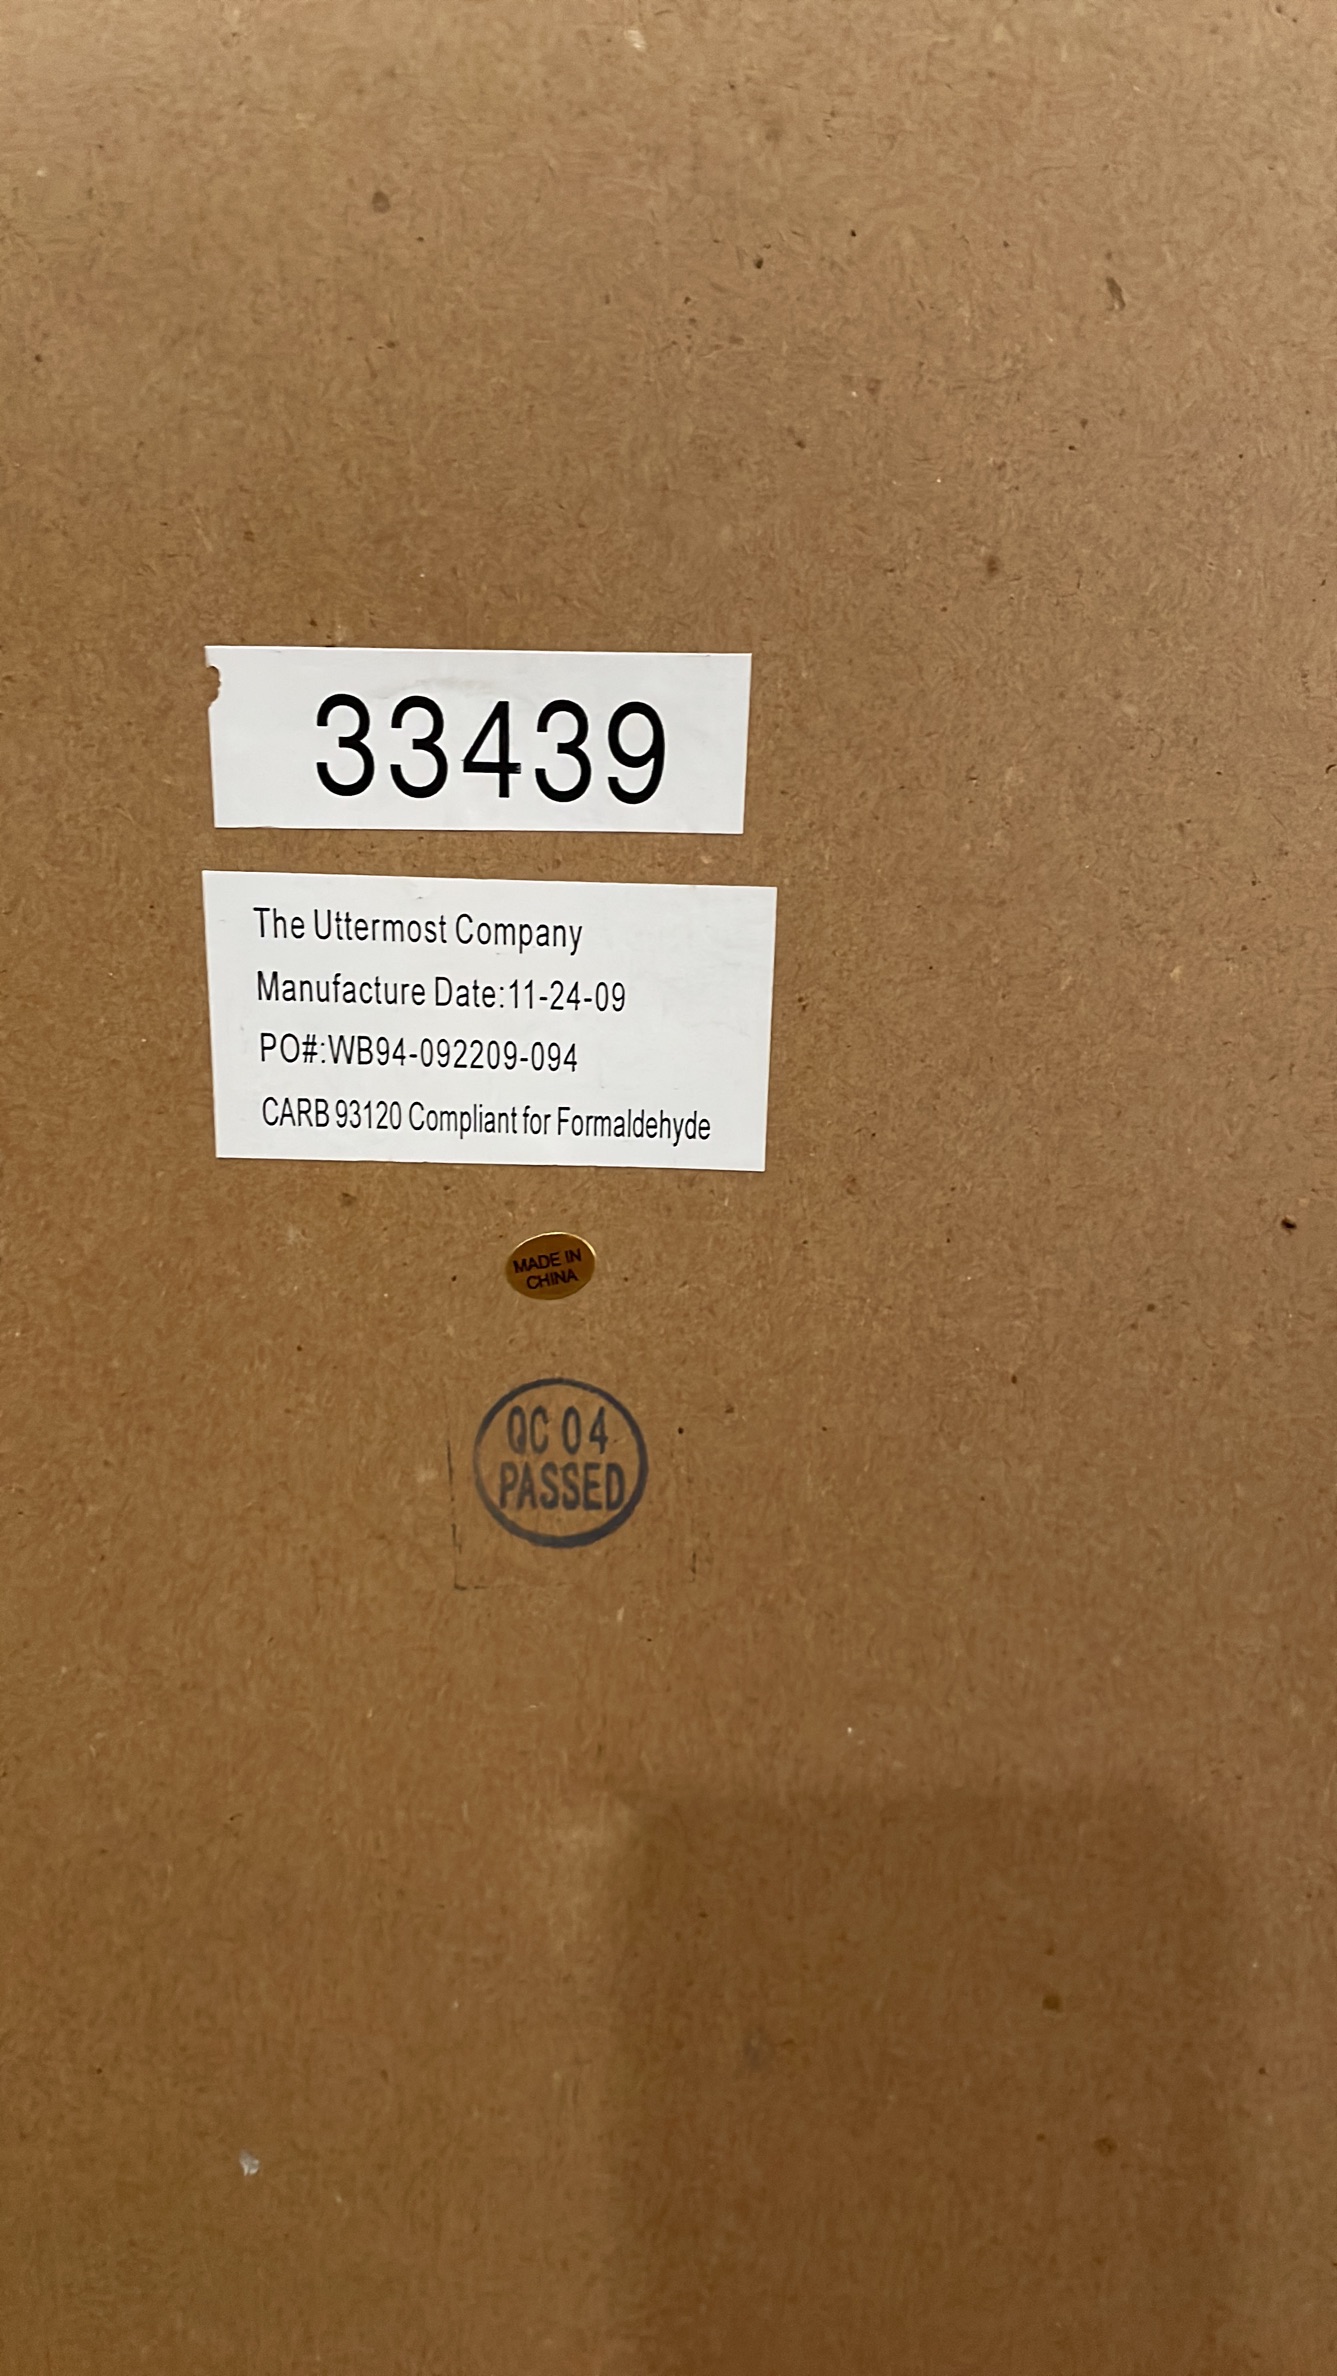 33439
The Uttermost Company
Manufacture Date:11-24-09
PO#:WB94-092209-094
CARB 93120 Compliant for Formaldehyde
MADE IN
CHINA
QC 04
PASSED